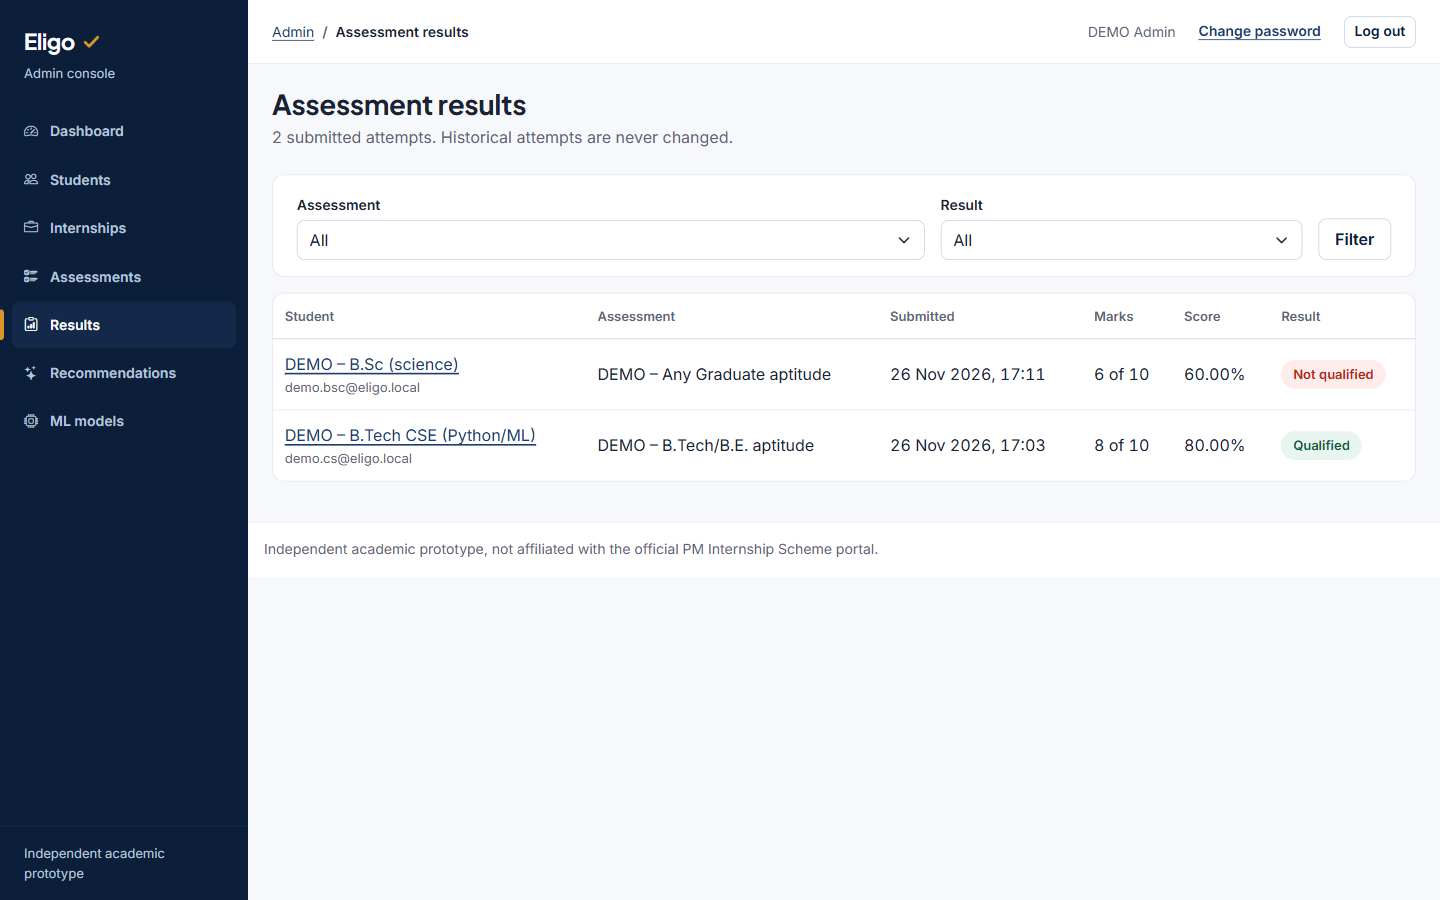 Eligo
Admin console
Dashboard
Students
Internships
Assessments
Results
Recommendations
ML models
Independent academic
prototype
Admin / Assessment results
DEMO Admin Change password Log out
Assessment results
2 submitted attempts. Historical attempts are never changed.
Assessment Result
All All Filter
Student Assessment Submitted Marks Score Result
DEMO – B.Sc (science)
demo.bsc@eligo.local
DEMO – Any Graduate aptitude 26 Nov 2026, 17:11 6 of 10 60.00% Not qualified
DEMO – B.Tech CSE (Python/ML)
demo.cs@eligo.local
DEMO – B.Tech/B.E. aptitude 26 Nov 2026, 17:03 8 of 10 80.00% Qualified
Independent academic prototype, not affiliated with the official PM Internship Scheme portal.